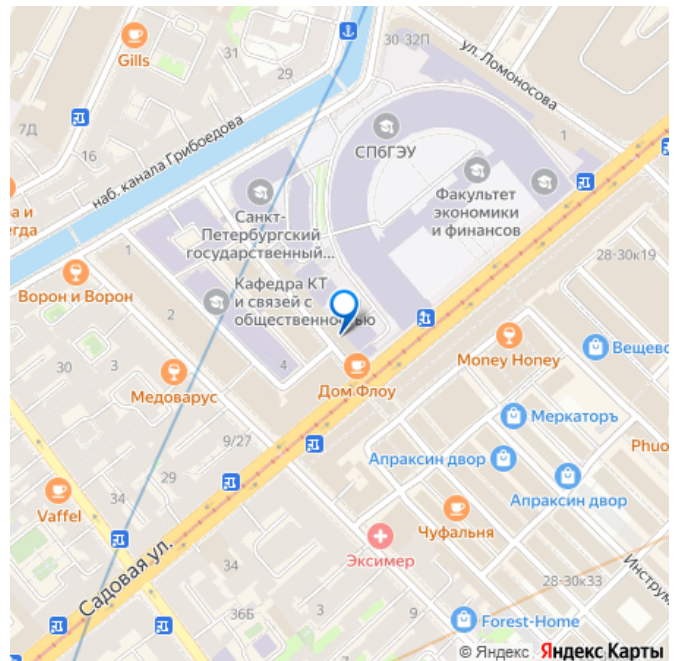 30-32П
31
Gills
29
ул. Ломоносова
7Д
16
наб. канала Грибоедова
СПбГЭУ
1
Факультет
экономики
и финансов
Санкт-
Петербургский
государственный...
а и
гда
1
28-30к19
Ворон и Ворон
Кафедра КТ
и связей с
общественностью
2
Вещево
Money Honey
30
3
4
Дом Флоу
Медоварус
Меркаторъ
9/27
Phuo
Апраксин двор
29
34
Апраксин двор
Vaffel
Чуфальня
Эксимер
Садовая ул.
34
28-30к33
Инструм
36Б
3
9
Forest-Home
© Яндекс Яндекс Карты